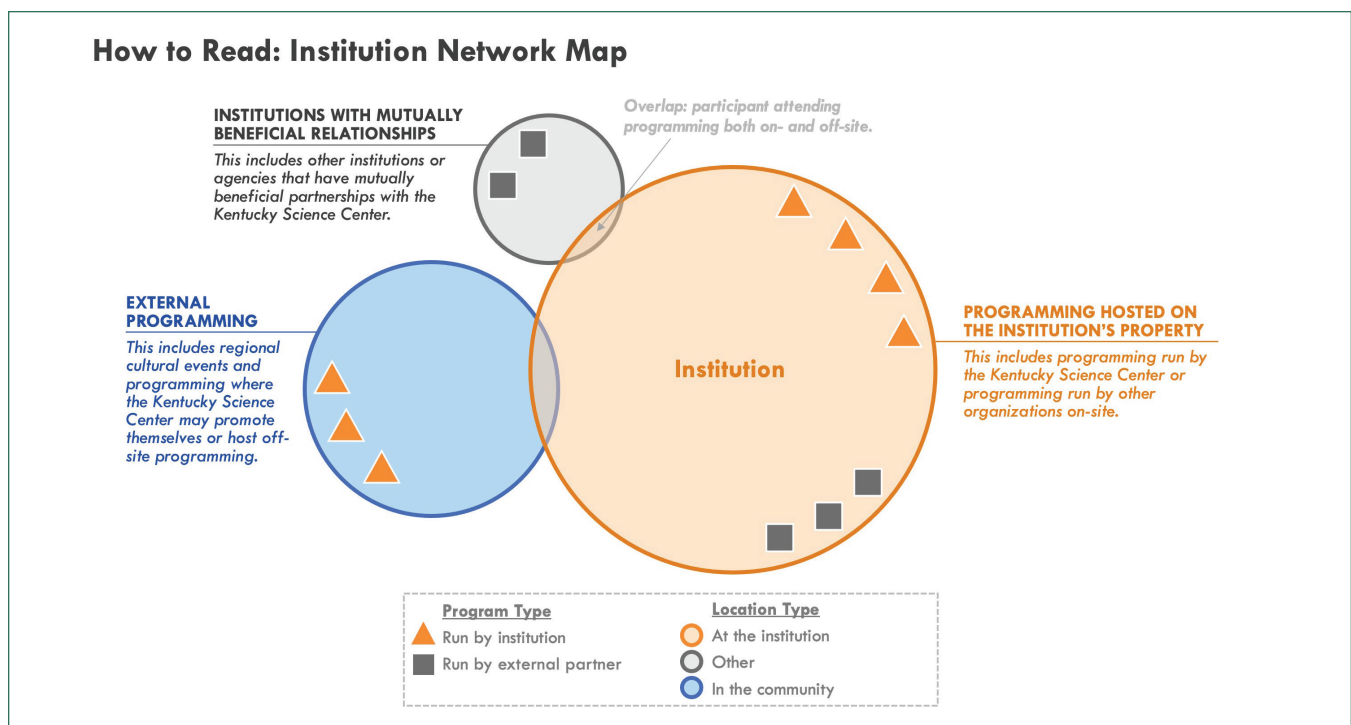 How to Read: Institution Network Map
INSTITUTIONS WITH MUTUALLY
BENEFICIAL RELATIONSHIPS
This includes other institutions or
agencies that have mutually
beneficial partnerships with the
Kentucky Science Center.
Overlap: participant attending
programming both on- and off-site.
EXTERNAL
PROGRAMMING
This includes regional
cultural events and
programming where
the Kentucky Science
Center may promote
themselves or host off-
site programming.
Institution
PROGRAMMING HOSTED ON
THE INSTITUTION'S PROPERTY
This includes programming run by
the Kentucky Science Center or
programming run by other
organizations on-site.
Program Type
Run by institution
Run by external partner
Location Type
At the institution
Other
In the community